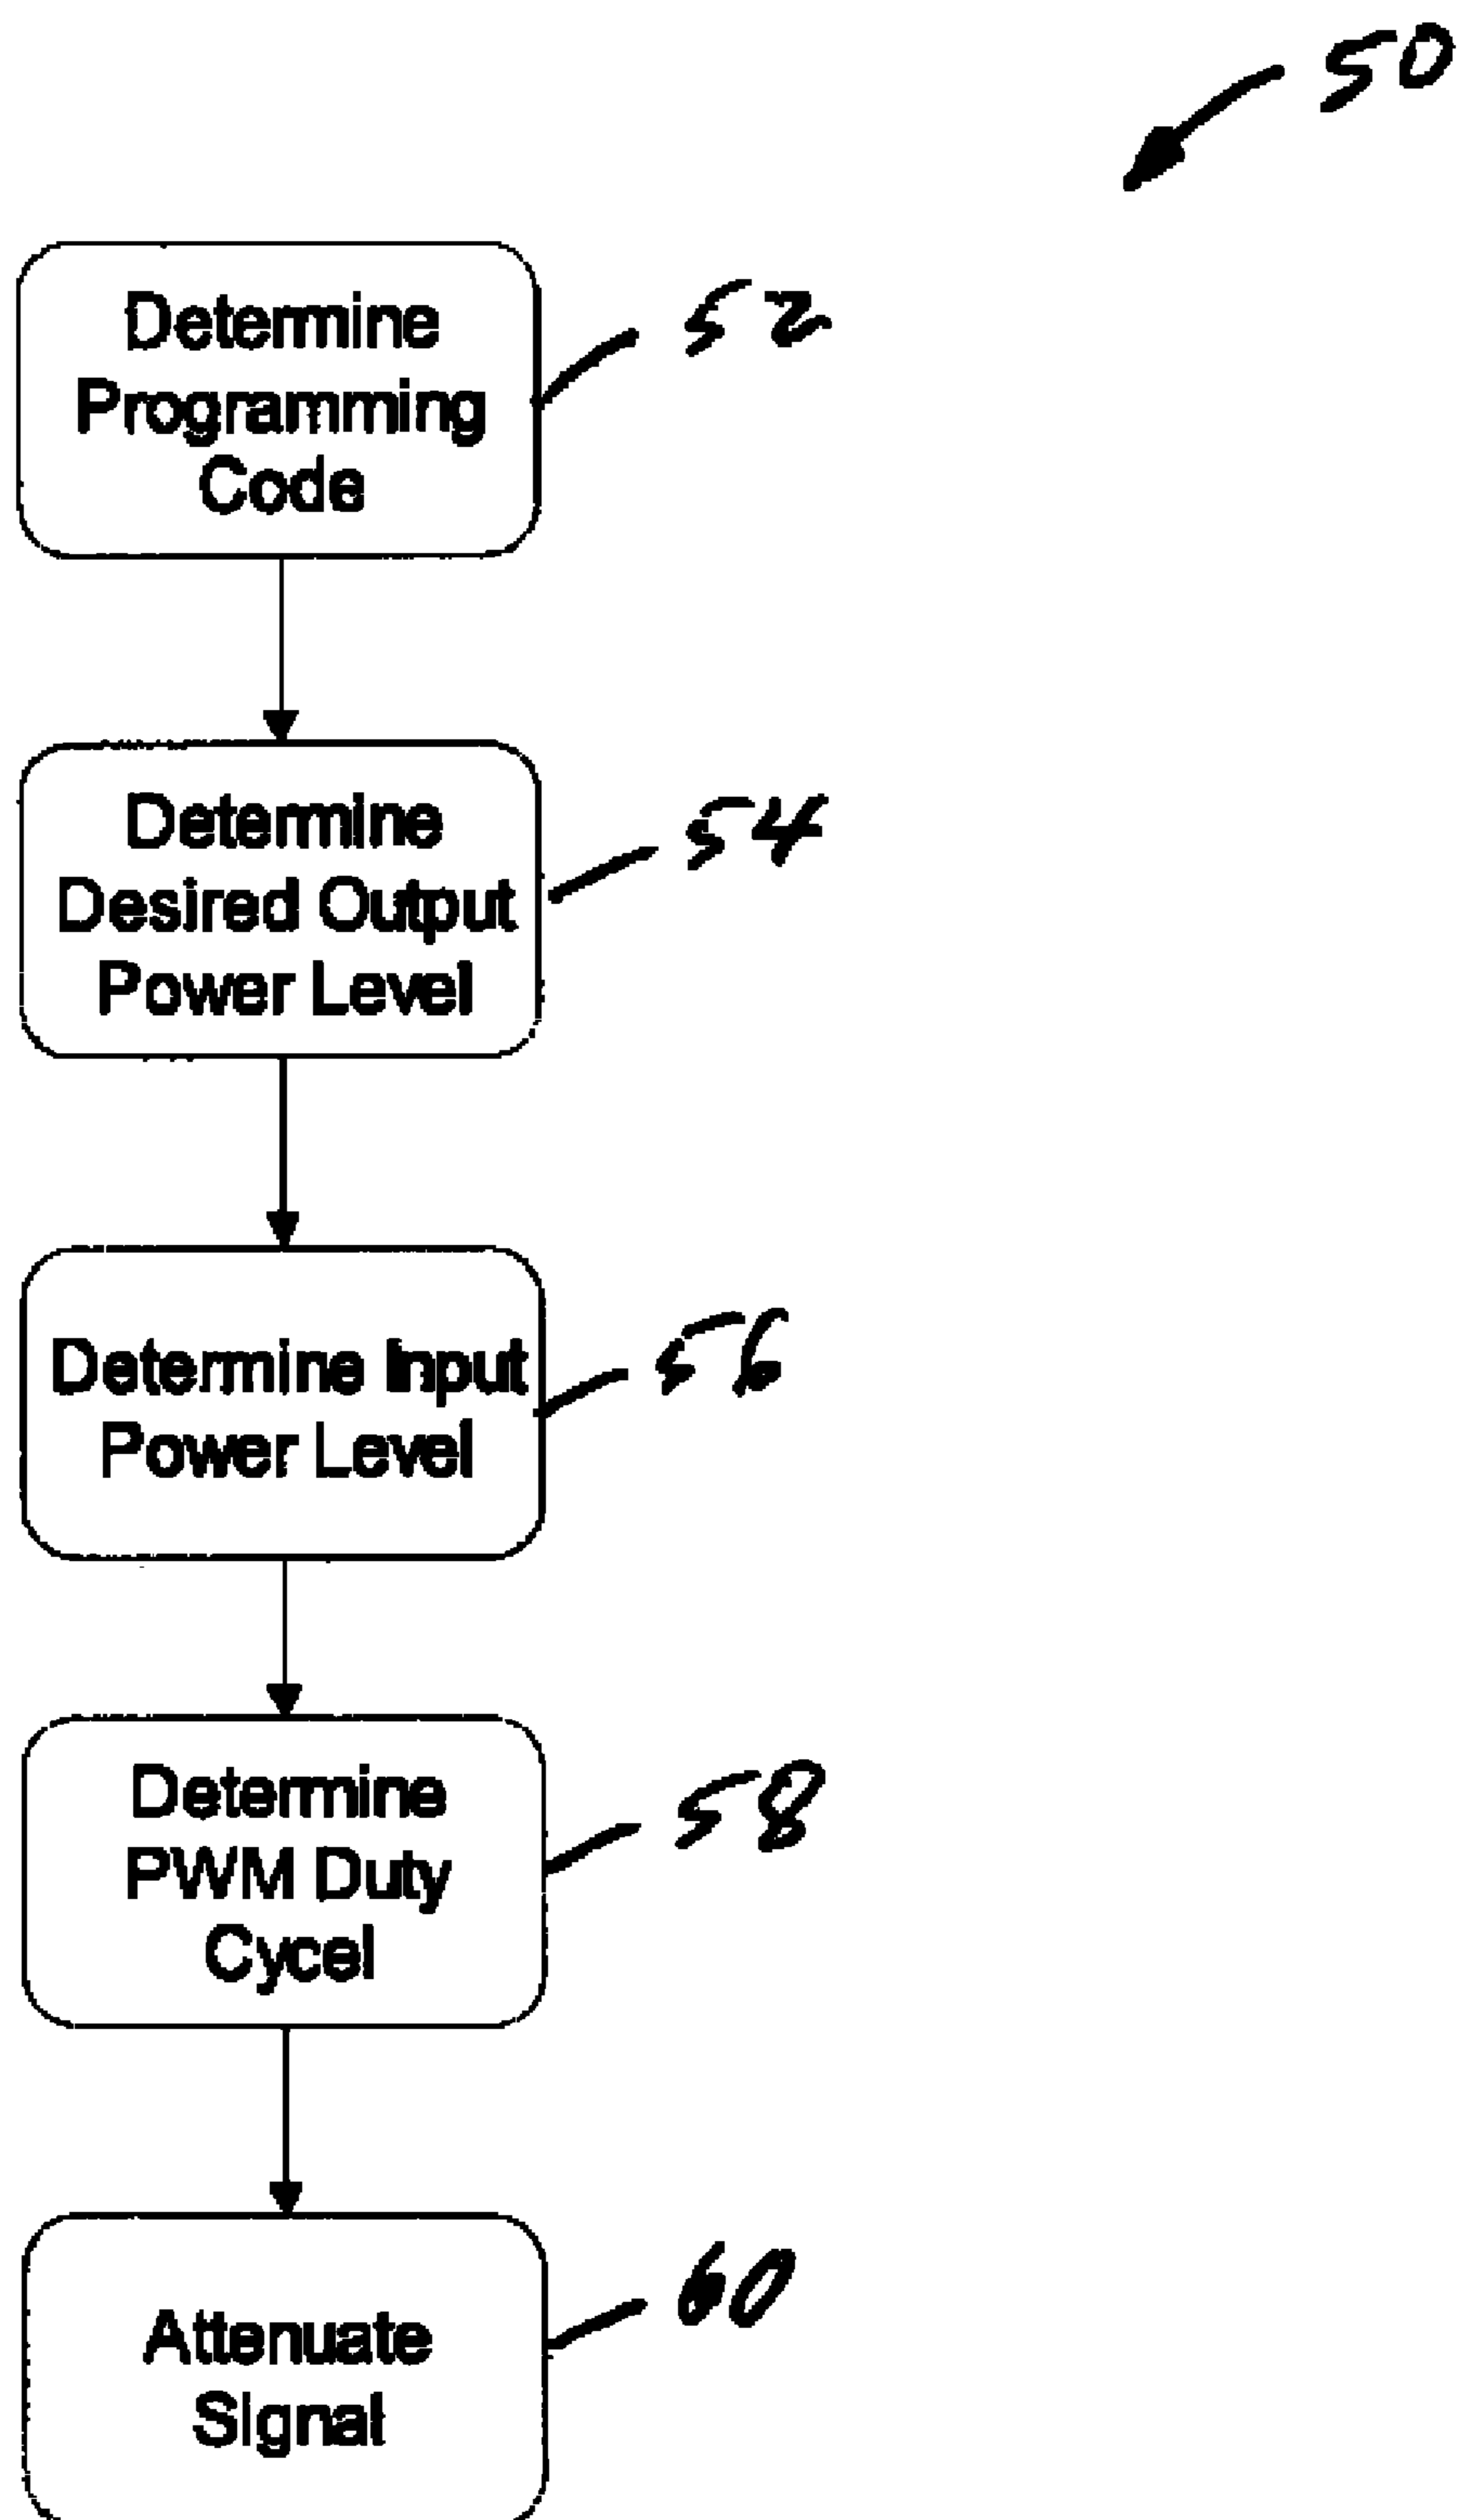 50
Determine
Programming
Code
52
Determine
Desired Output
Power Level
54
Determine Input
Power Level
56
Determine
PWM Duty
Cycel
58
Attenuate
Signal
60